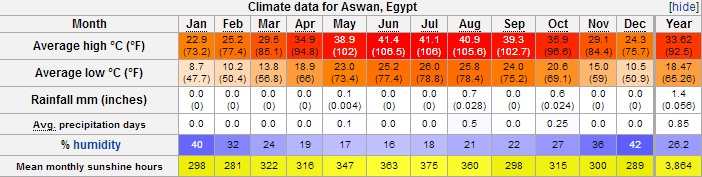 Climate data for Aswan, Egypt [hide]
Month Jan Feb Mar Apr May Jun Jul Aug Sep Oct Nov Dec Year
Average high °C (°F) 22.9 (73.2) 25.2 (77.4) 29.5 (85.1) 34.9 (94.8) 38.9 (102) 41.4 (106.5) 41.1 (106) 40.9 (105.6) 39.3 (102.7) 35.9 (96.6) 29.1 (84.4) 24.3 (75.7) 33.62 (92.5)
Average low °C (°F) 8.7 (47.7) 10.2 (50.4) 13.8 (56.8) 18.9 (66) 23.0 (73.4) 25.2 (77.4) 26.0 (78.8) 25.8 (78.4) 24.0 (75.2) 20.6 (69.1) 15.0 (59) 10.5 (50.9) 18.47 (65.26)
Rainfall mm (inches) 0.0 (0) 0.0 (0) 0.0 (0) 0.0 (0) 0.1 (0.004) 0.0 (0) 0.0 (0) 0.7 (0.028) 0.0 (0) 0.6 (0.024) 0.0 (0) 0.0 (0) 1.4 (0.056)
Avg. precipitation days 0.0 0.0 0.0 0.0 0.1 0.0 0.0 0.5 0.0 0.25 0.0 0.0 0.85
% humidity 40 32 24 19 17 16 18 21 22 27 36 42 26.2
Mean monthly sunshine hours 298 281 322 316 347 363 375 360 298 315 300 289 3,864